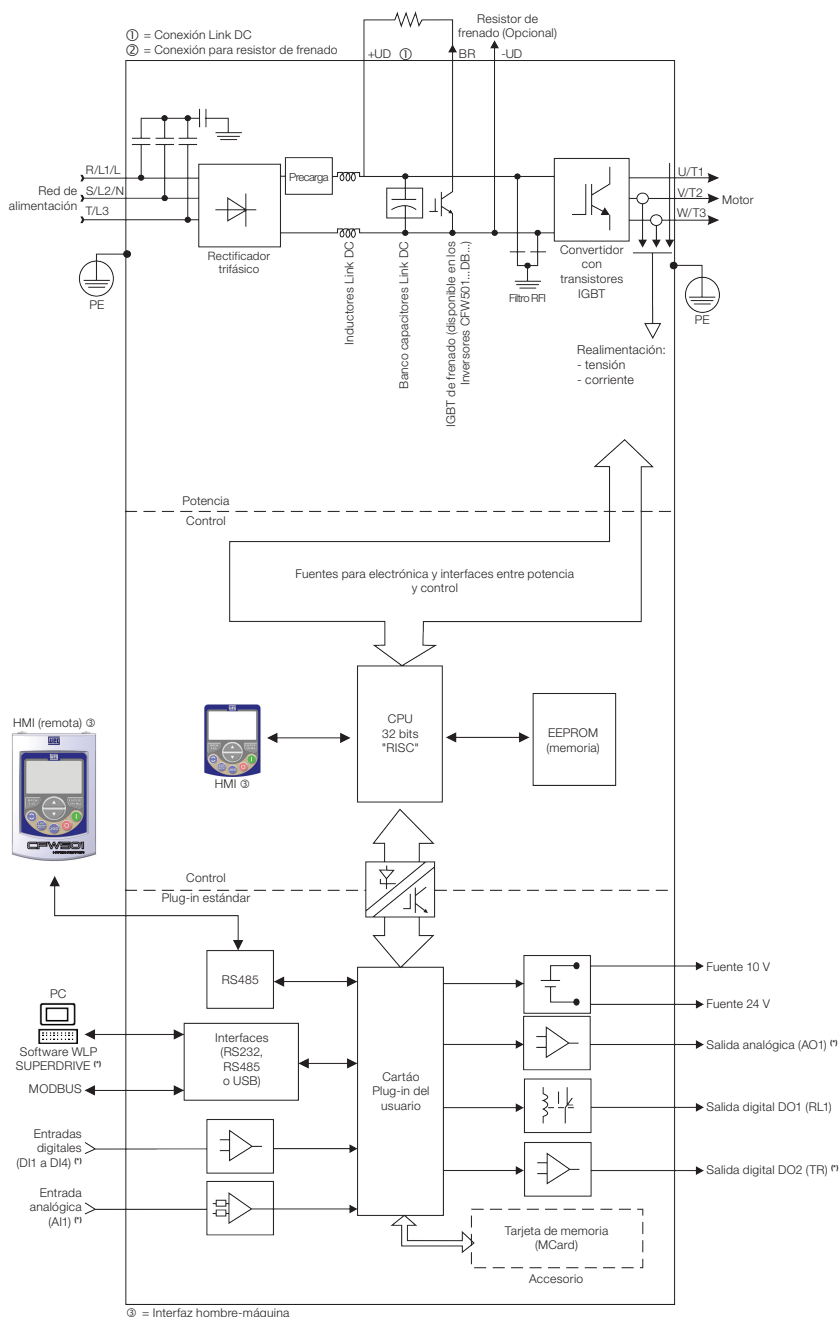 ① = Conexión Link DC
② = Conexión para resistor de frenado
Resistor de
frenado (Opcional)
+UD ① BR -UD
R/L1/L
S/L2/N
T/L3
Red de
alimentación
PE
Rectificador
trifásico
Precarga
Inductores Link DC
Banco capacitores Link DC
IGBT de frenado (disponible en los
Inversores CFW501...DB...)
Filtro RFI
Convertidor
con
transistores
IGBT
U/T1
V/T2
W/T3
Motor
PE
Realimentación:
- tensión
- corriente
Potencia
Control
Fuentes para electrónica y interfaces entre potencia
y control
HMI (remota) ③
CFW501
HMI ③
CPU
32 bits
"RISC"
EEPROM
(memoria)
Control
Plug-in estándar
RS485
PC
Software WLP
SUPERDRIVE (*)
MODBUS
Interfaces
(RS232,
RS485
o USB)
Entradas
digitales
(DI1 a DI4) (*)
Entrada
analógica
(AI1) (*)
Cartáo
Plug-in del
usuario
Fuente 10 V
Fuente 24 V
Salida analógica (AO1) (*)
Salida digital DO1 (RL1)
Salida digital DO2 (TR) (*)
Tarjeta de memoria
(MCard)
Accesorio
③ = Interfaz hombre-máquina